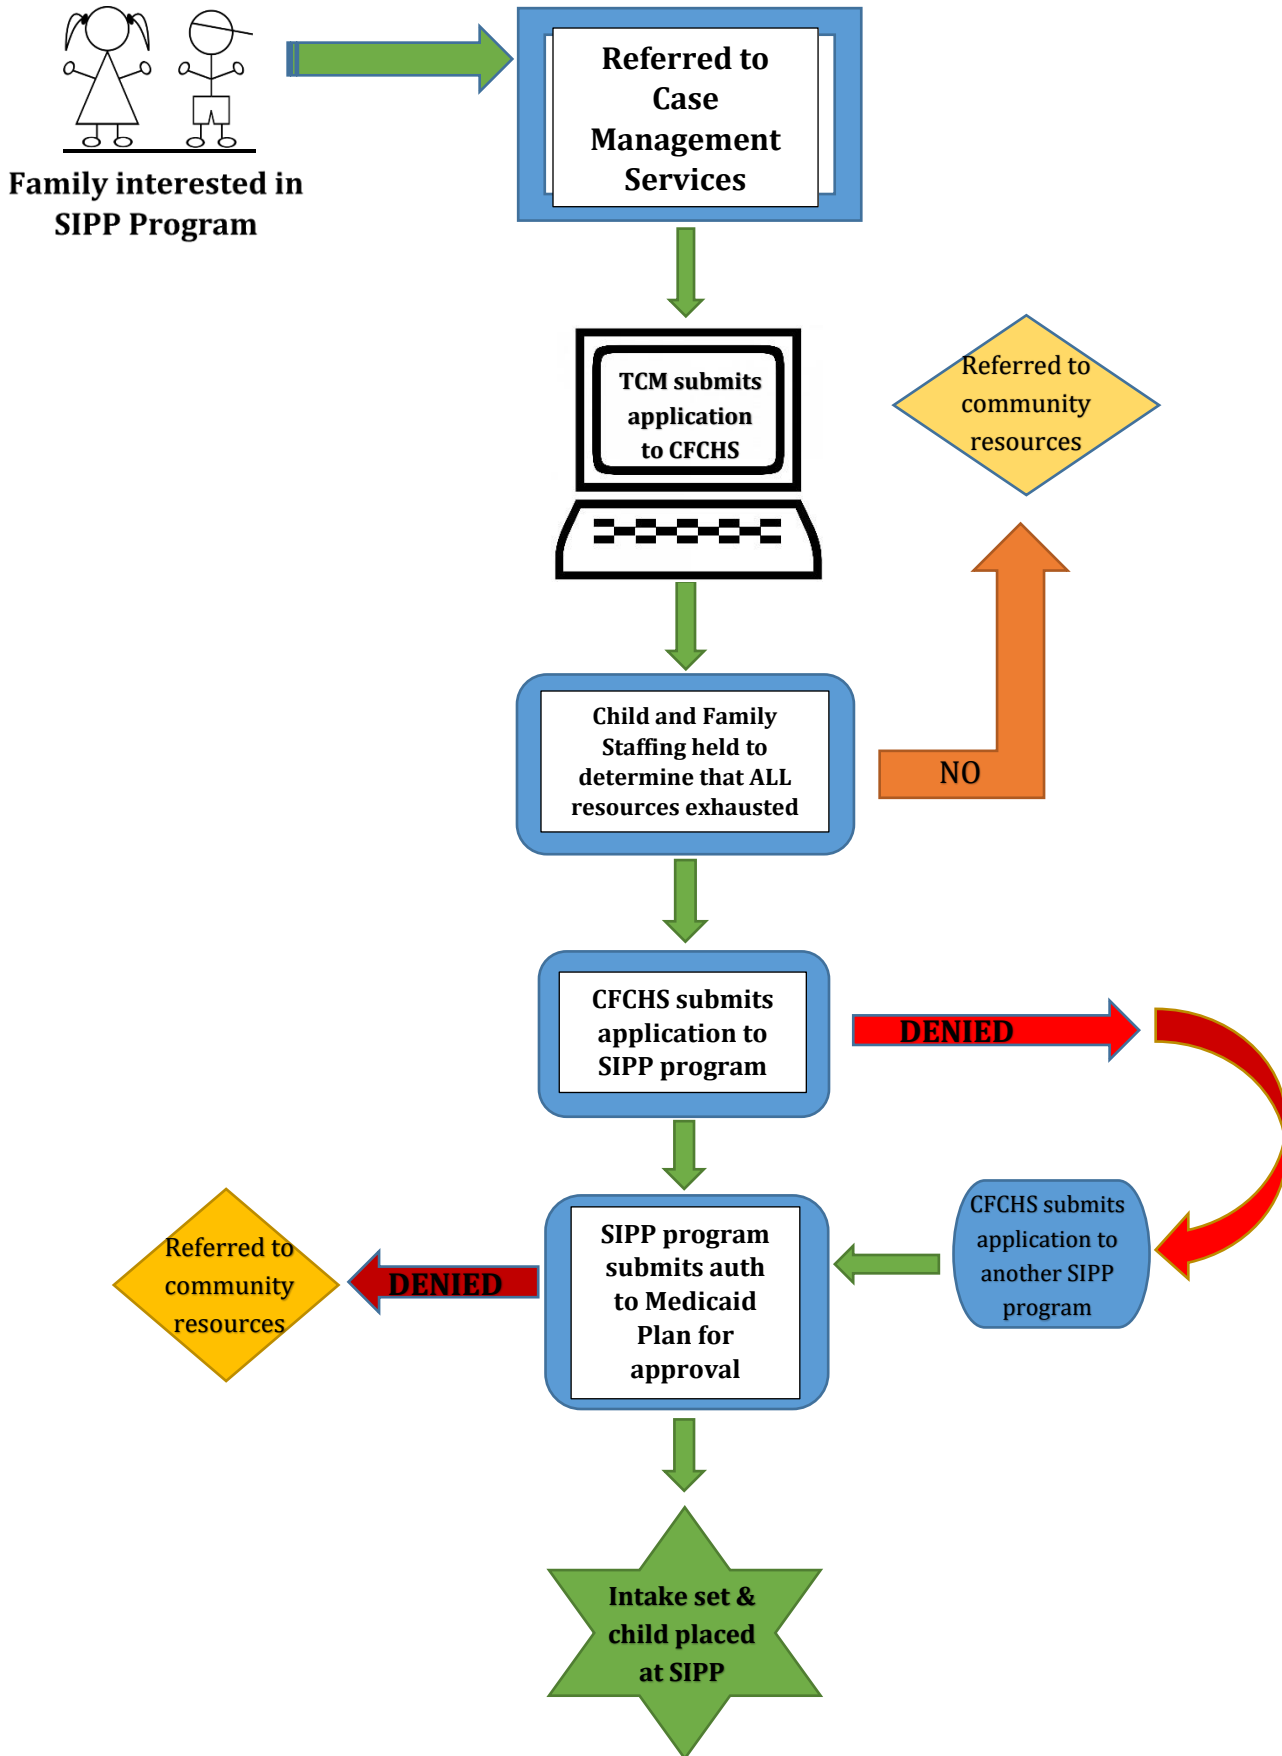 Family interested in
SIPP Program
Referred to
Case
Management
Services
TCM submits
application
to CFCHS
Referred to
community
resources
Child and Family
Staffing held to
determine that ALL
resources exhausted
NO
CFCHS submits
application to
SIPP program
DENIED
CFCHS submits
application to
another SIPP
program
SIPP program
submits auth
to Medicaid
Plan for
approval
DENIED
Referred to
community
resources
Intake set &
child placed
at SIPP